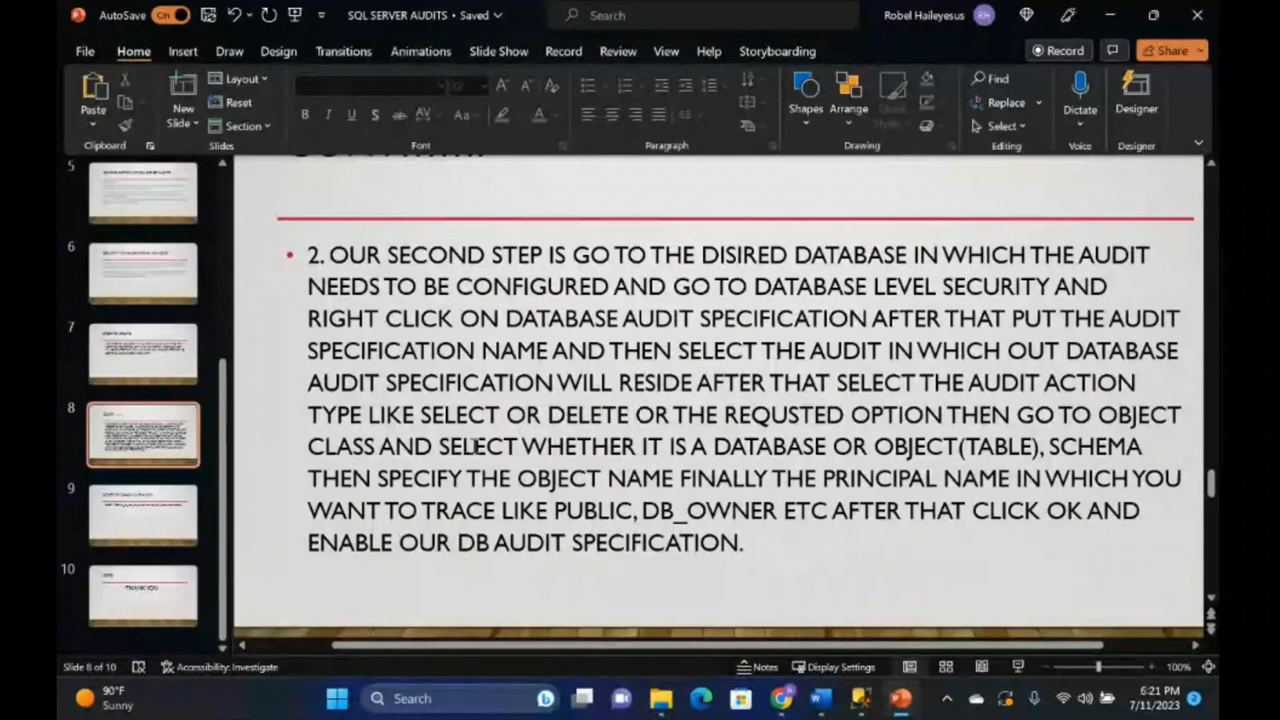 AutoSave On SQL SERVER AUDITS • Saved Search Robel Haileyesus RH
File Home Insert Draw Design Transitions Animations Slide Show Record Review View Help Storyboarding Record Share
Paste Layout Reset Section New Slide Shapes Arrange Find Replace Select Dictate Designer
B I U S ab AV Aa A
Clipboard Slides Font Paragraph Drawing Editing Voice Designer
5
6
7
8
9
10
THANK YOU
• 2. OUR SECOND STEP IS GO TO THE DISIRED DATABASE IN WHICH THE AUDIT
NEEDS TO BE CONFIGURED AND GO TO DATABASE LEVEL SECURITY AND
RIGHT CLICK ON DATABASE AUDIT SPECIFICATION AFTER THAT PUT THE AUDIT
SPECIFICATION NAME AND THEN SELECT THE AUDIT IN WHICH OUT DATABASE
AUDIT SPECIFICATION WILL RESIDE AFTER THAT SELECT THE AUDIT ACTION
TYPE LIKE SELECT OR DELETE OR THE REQUSTED OPTION THEN GO TO OBJECT
CLASS AND SELECT WHETHER IT IS A DATABASE OR OBJECT(TABLE), SCHEMA
THEN SPECIFY THE OBJECT NAME FINALLY THE PRINCIPAL NAME IN WHICH YOU
WANT TO TRACE LIKE PUBLIC, DB_OWNER ETC AFTER THAT CLICK OK AND
ENABLE OUR DB AUDIT SPECIFICATION.
Slide 8 of 10 Accessibility: Investigate Notes Display Settings 100%
90°F
Sunny
Search
6:21 PM
7/11/2023
2